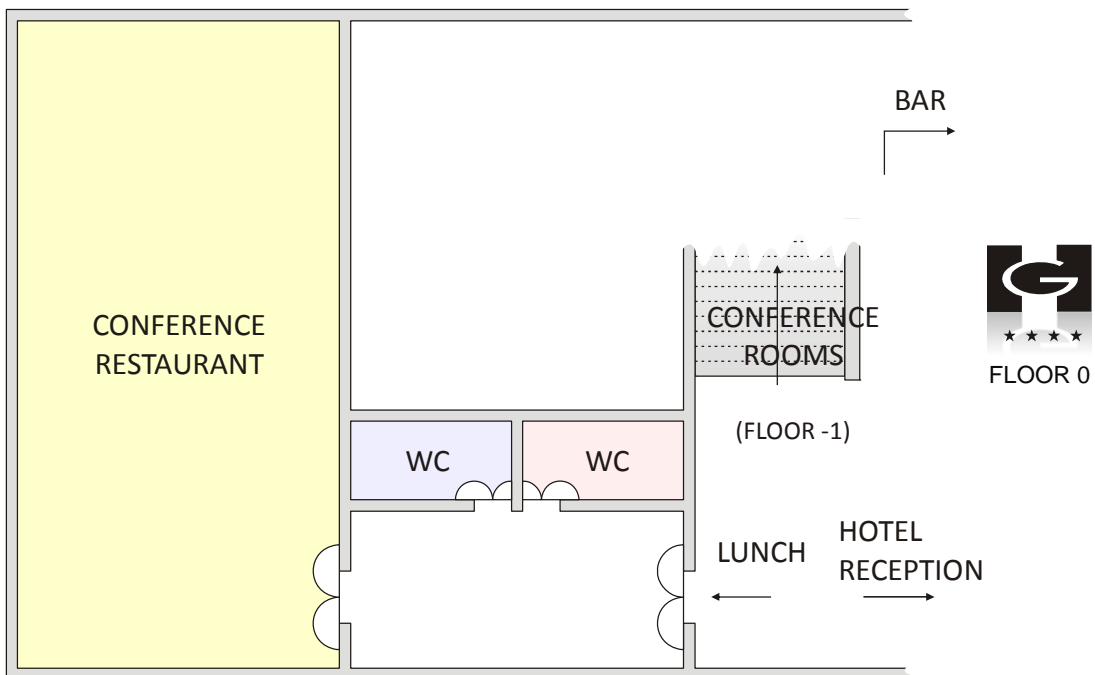 BAR
CONFERENCE
RESTAURANT
CONFERENCE
ROOMS
G
FLOOR 0
(FLOOR -1)
WC
WC
LUNCH
HOTEL
RECEPTION